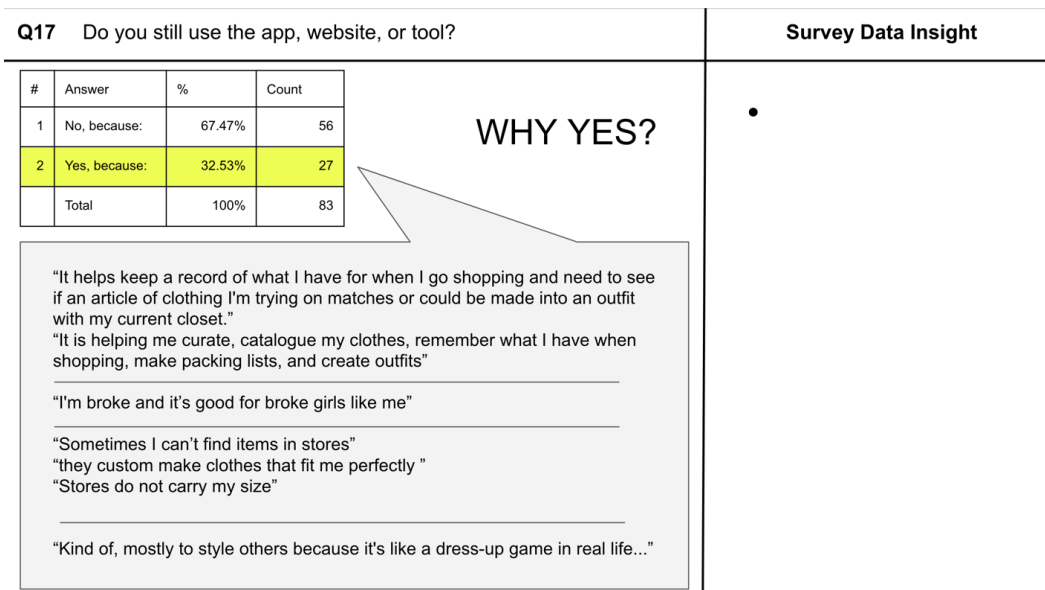 Q17 Do you still use the app, website, or tool?
Survey Data Insight
# Answer % Count
1 No, because: 67.47% 56
2 Yes, because: 32.53% 27
Total 100% 83
WHY YES?
•
“It helps keep a record of what I have for when I go shopping and need to see
if an article of clothing I'm trying on matches or could be made into an outfit
with my current closet.”
“It is helping me curate, catalogue my clothes, remember what I have when
shopping, make packing lists, and create outfits”
“I'm broke and it’s good for broke girls like me”
“Sometimes I can’t find items in stores”
“they custom make clothes that fit me perfectly ”
“Stores do not carry my size”
“Kind of, mostly to style others because it's like a dress-up game in real life...”